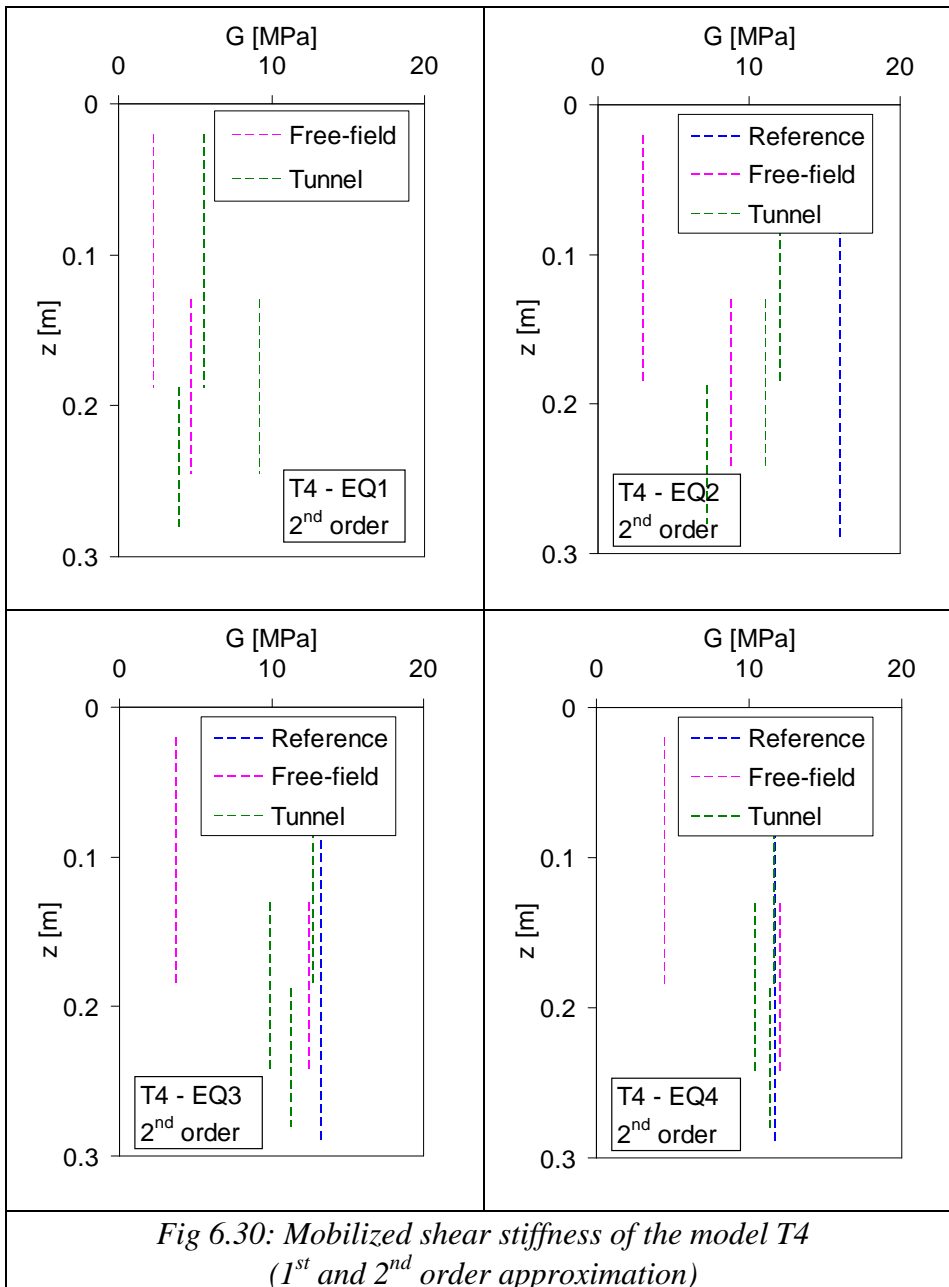 G [MPa]
0 10 20
0
0.1
0.2
0.3
z [m]
Free-field
Tunnel
T4 - EQ1
2nd order
G [MPa]
0 10 20
0
0.1
0.2
0.3
z [m]
Reference
Free-field
Tunnel
T4 - EQ2
2nd order
G [MPa]
0 10 20
0
0.1
0.2
0.3
z [m]
Reference
Free-field
Tunnel
T4 - EQ3
2nd order
G [MPa]
0 10 20
0
0.1
0.2
0.3
z [m]
Reference
Free-field
Tunnel
T4 - EQ4
2nd order
Fig 6.30: Mobilized shear stiffness of the model T4
(1st and 2nd order approximation)